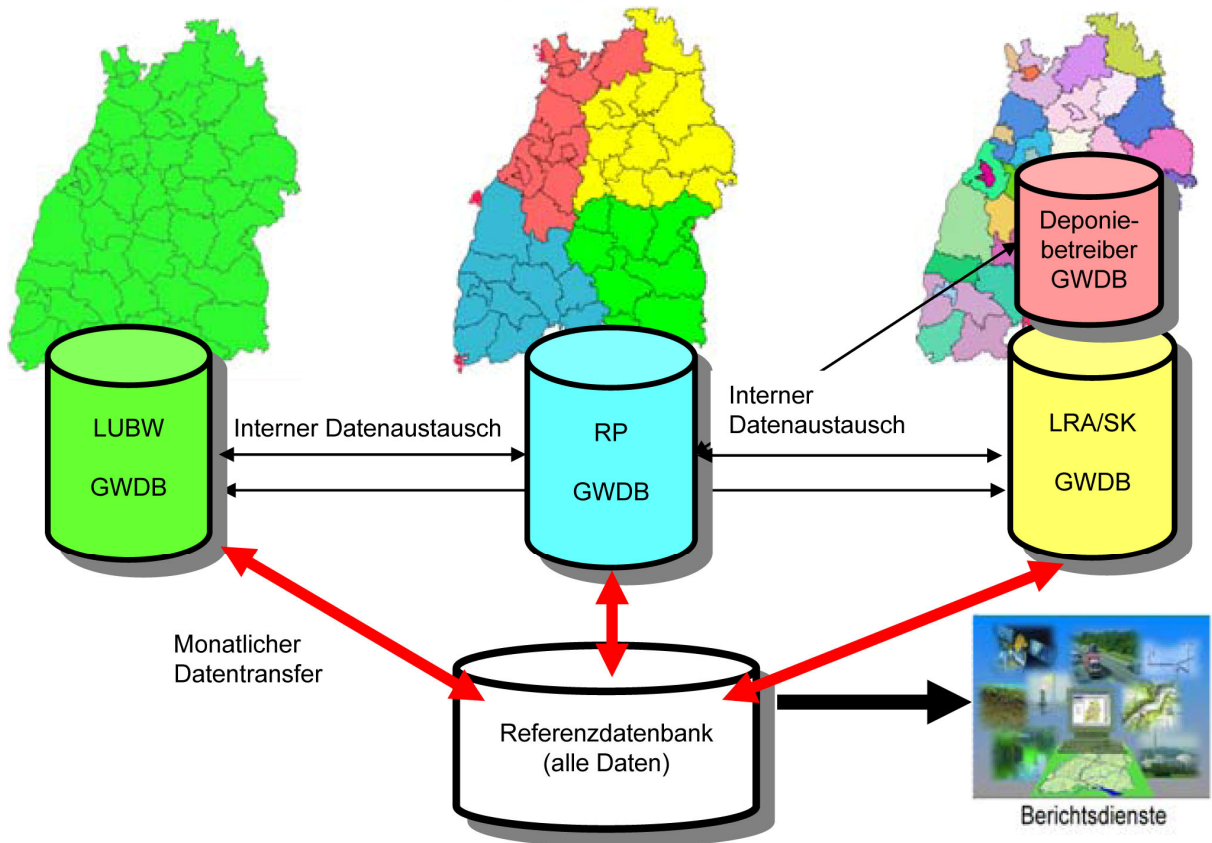 Deponie-
betreiber
GWDB
LUBW
GWDB
Interner Datenaustausch
RP
GWDB
Interner
Datenaustausch
LRA/SK
GWDB
Monatlicher
Datentransfer
Referenzdatenbank
(alle Daten)
Berichtsdienste